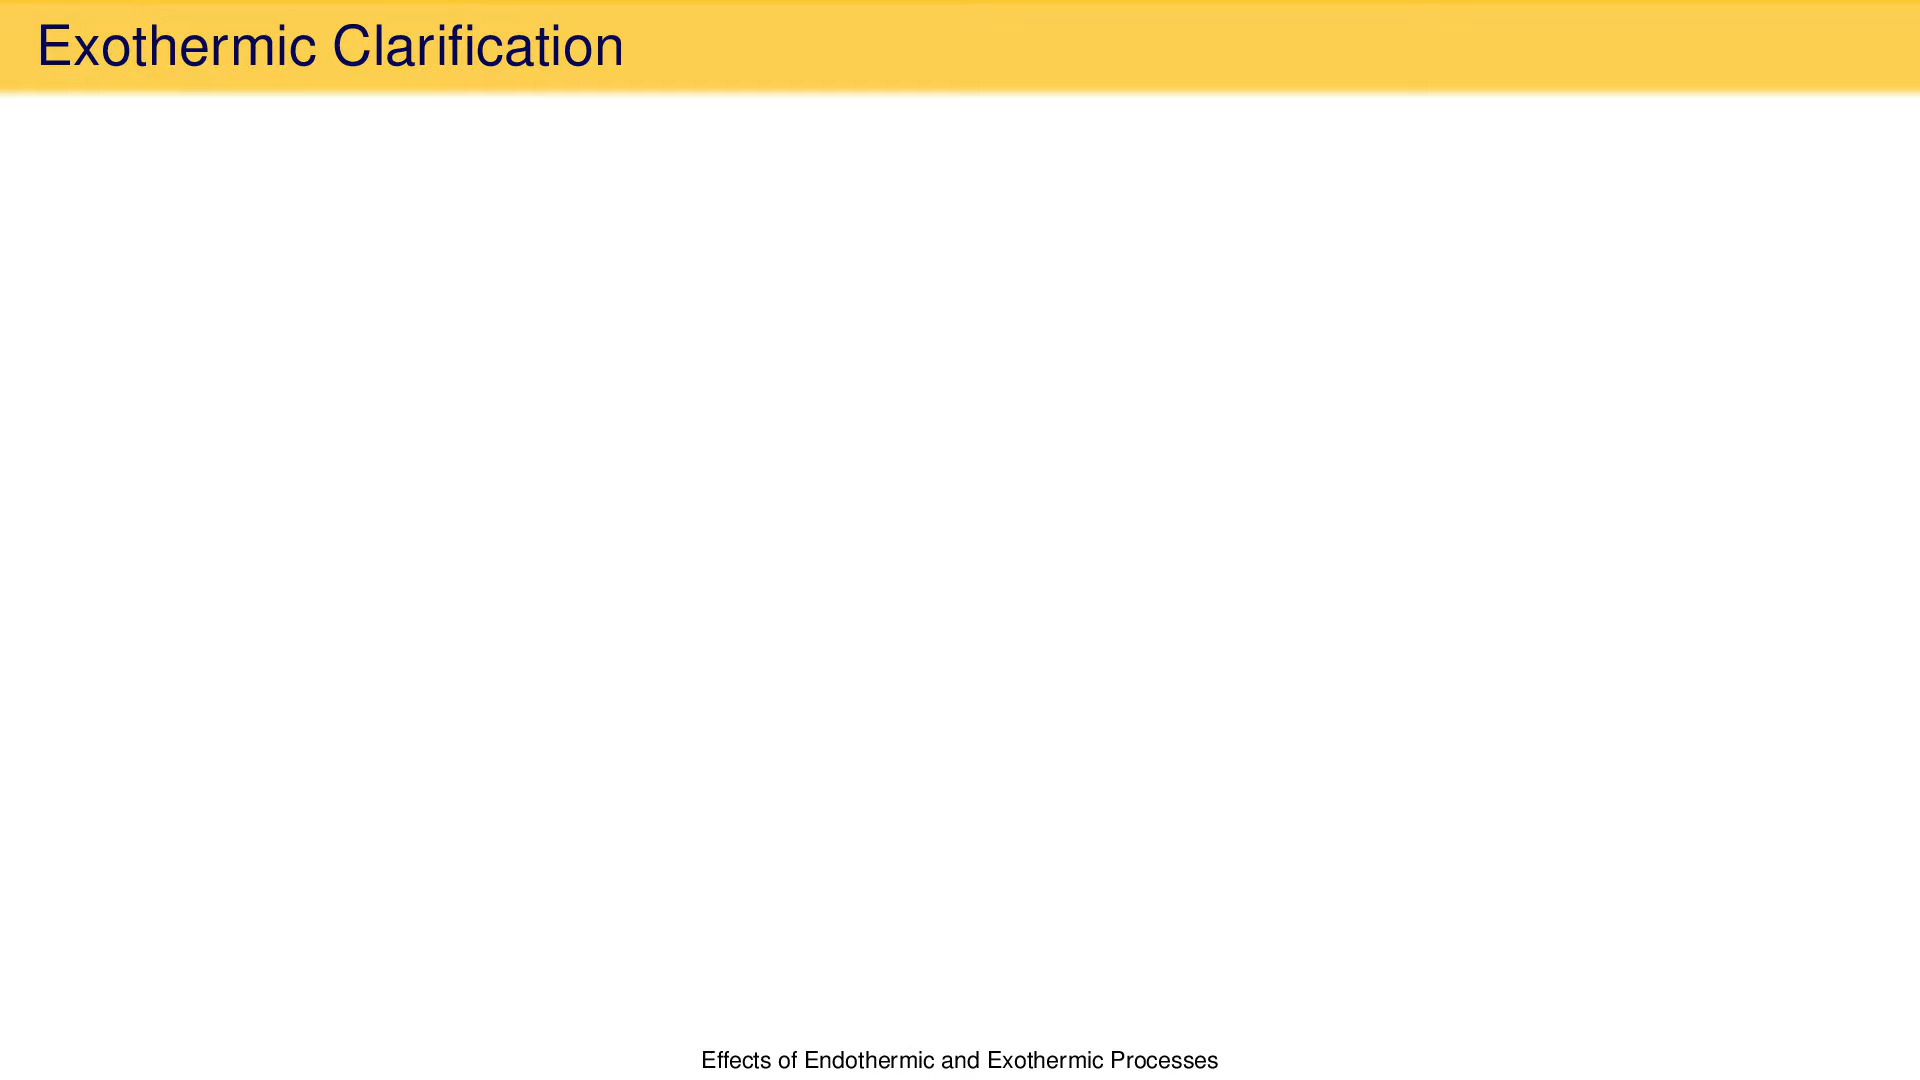 Exothermic Clarification
Effects of Endothermic and Exothermic Processes